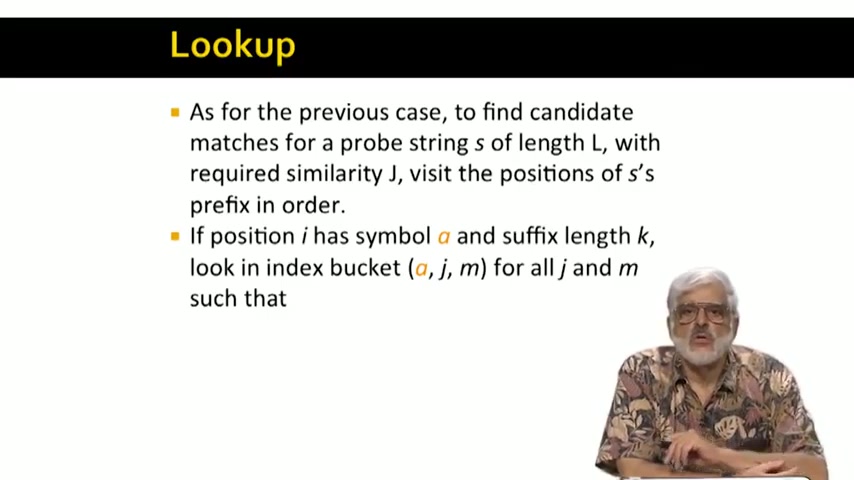 Lookup
As for the previous case, to find candidate
matches for a probe string s of length L, with
required similarity J, visit the positions of s's
prefix in order.
If position i has symbol a and suffix length k,
look in index bucket (a, j, m) for all j and m
such that